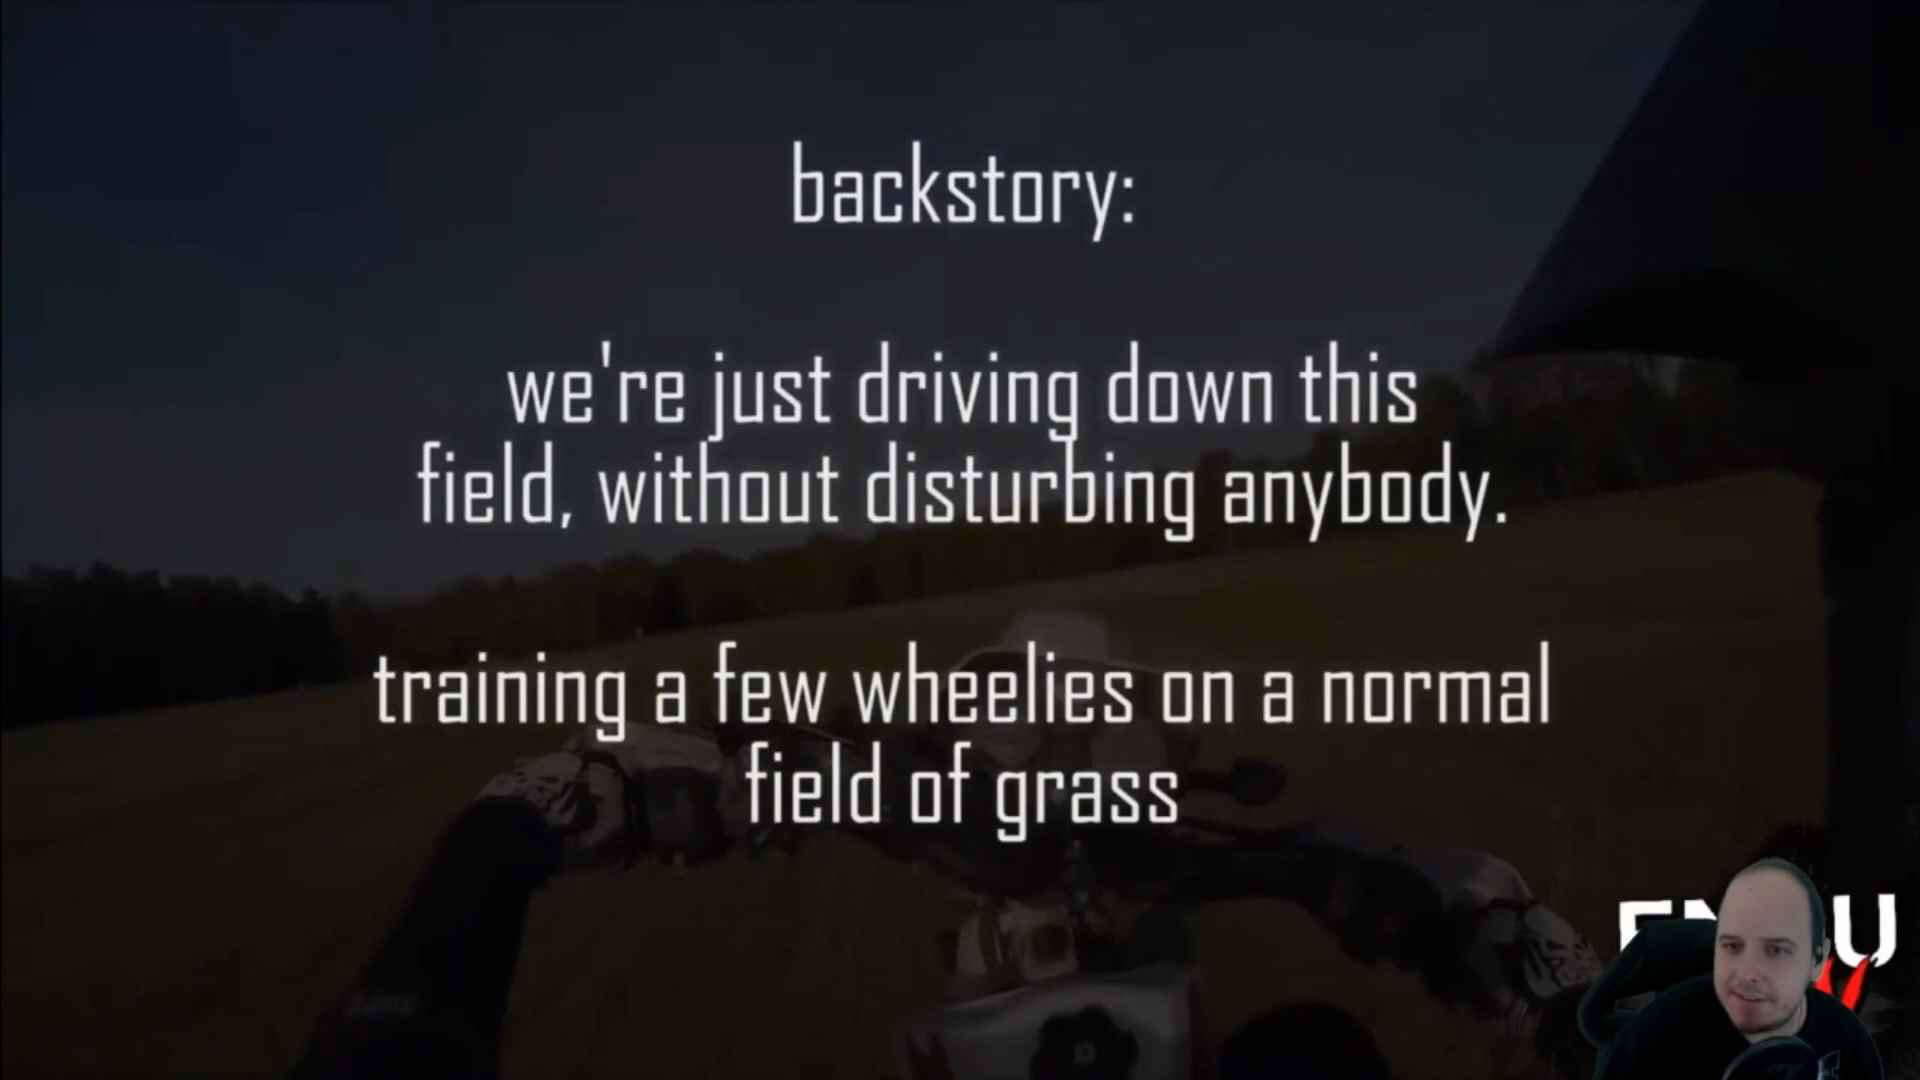 backstory:
we're just driving down this
field, without disturbing anybody.
training a few wheelies on a normal
field of grass